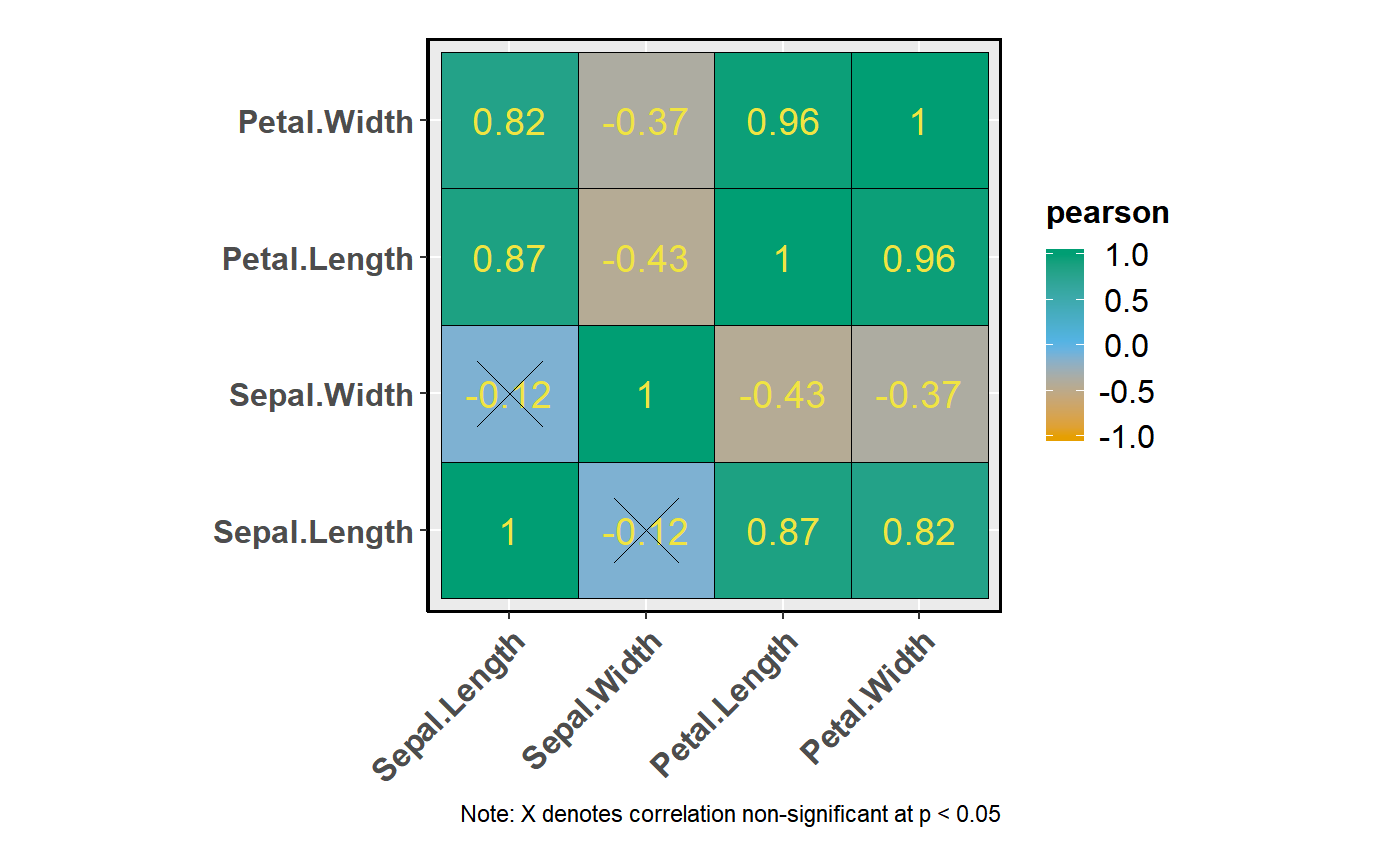 Petal.Width 0.82 -0.37 0.96 1
Petal.Length 0.87 -0.43 1 0.96
Sepal.Width -0.12 1 -0.43 -0.37
Sepal.Length 1 -0.12 0.87 0.82
Sepal.Length Sepal.Width Petal.Length Petal.Width
pearson
1.0
0.5
0.0
-0.5
-1.0
Note: X denotes correlation non-significant at p < 0.05